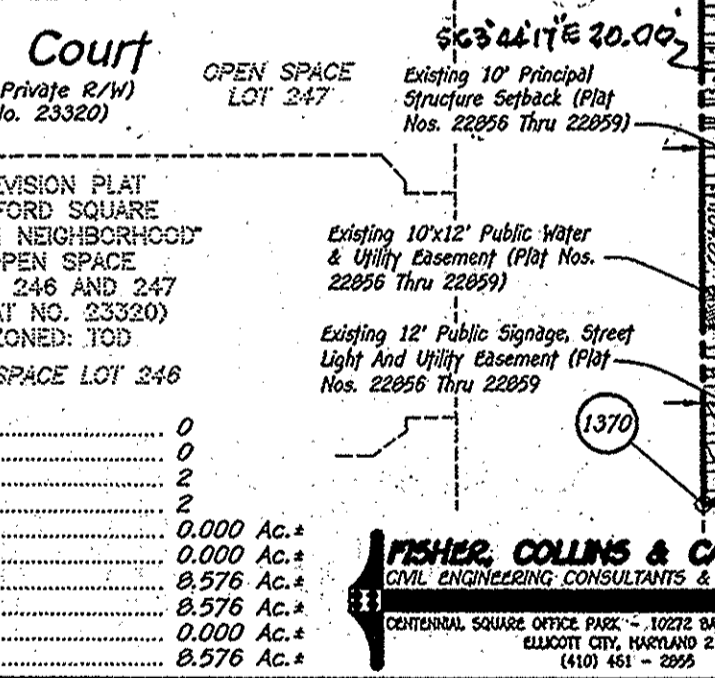 Court
Private R/W)
No. 23320)
OPEN SPACE
LOT 247
S63°44'17"E 20.00'
Existing 10' Principal
Structure Setback (Plat
Nos. 22856 Thru 22859)
EVISION PLAT
FORD SQUARE
NEIGHBORHOOD"
OPEN SPACE
246 AND 247
AT NO. 23320)
ZONED: TOD
SPACE LOT 246
Existing 10'x12' Public Water
& Utility Easement (Plat Nos.
22856 Thru 22859)
Existing 12' Public Signage, Street
Light And Utility Easement (Plat
Nos. 22856 Thru 22859
1370
0
0
2
2
0.000 Ac.±
0.000 Ac.±
8.576 Ac.±
8.576 Ac.±
0.000 Ac.±
8.576 Ac.±
FISHER, COLLINS & CA
CIVIL ENGINEERING CONSULTANTS &
CENTENNIAL SQUARE OFFICE PARK - 10272 BA
ELLICOTT CITY, MARYLAND 2
(410) 461 - 2855